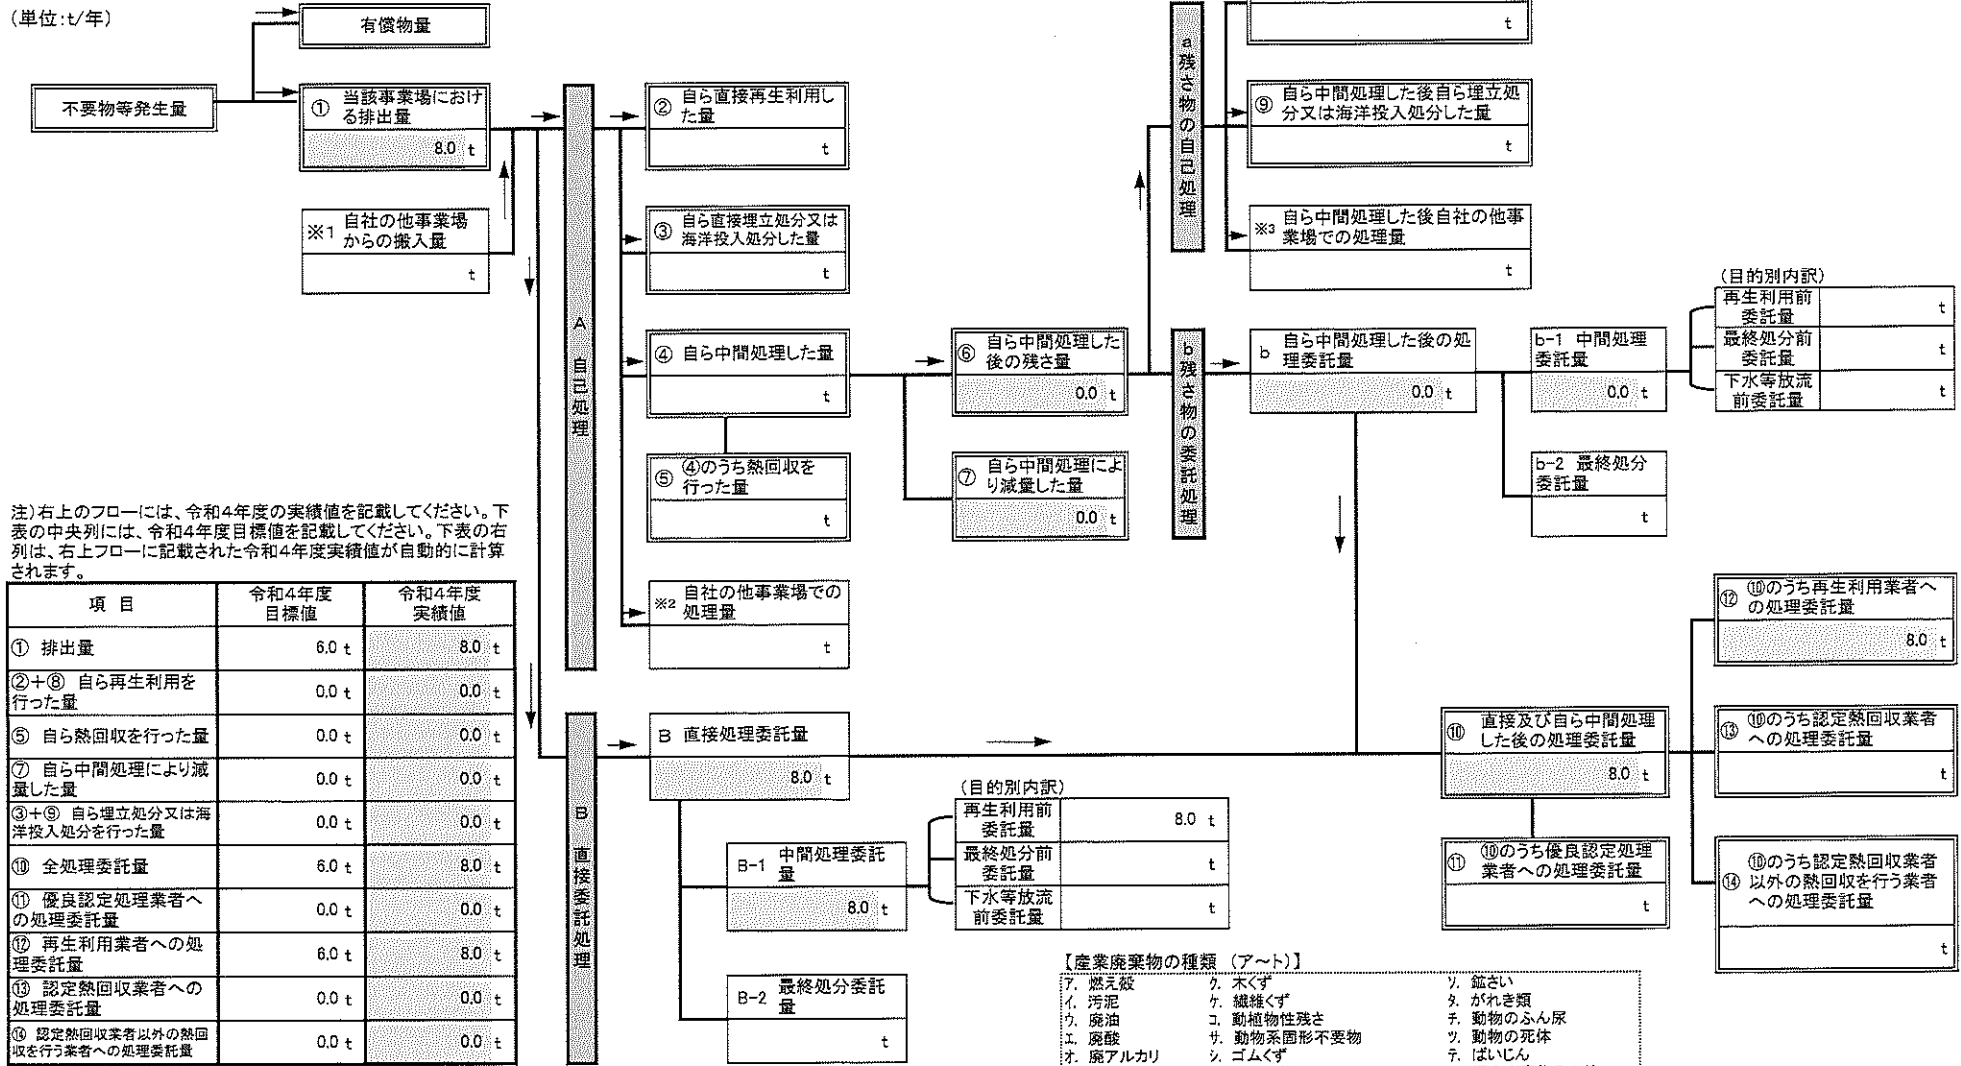 (単位:t/年)
有償物量
不要物等発生量
① 当該事業場におけ
る排出量
8.0 t
※1 自社の他事業場
からの搬入量
t
A 自己処理
② 自ら直接再生利用し
た量
t
③ 自ら直接埋立処分又は
海洋投入処分した量
t
④ 自ら中間処理した量
t
⑤ ④のうち熱回収を
行った量
t
※2 自社の他事業場での
処理量
t
⑥ 自ら中間処理した
後の残さ量
0.0 t
⑦ 自ら中間処理によ
り減量した量
0.0 t
a 残さ物の自己処理
t
⑨ 自ら中間処理した後自ら埋立処
分又は海洋投入処分した量
t
※3 自ら中間処理した後自社の他事
業場での処理量
t
b 残さ物の委託処理
b 自ら中間処理した後の処
理委託量
0.0 t
b-1 中間処理
委託量
0.0 t
(目的別内訳)
再生利用前
委託量 t
最終処分前
委託量 t
下水等放流
前委託量 t
b-2 最終処分
委託量
t
注)右上のフローには、令和4年度の実績値を記載してください。下
表の中央列には、令和4年度目標値を記載してください。下表の右
列は、右上フローに記載された令和4年度実績値が自動的に計算
されます。
項 目 令和4年度 令和4年度
目標値 実績値
① 排出量 6.0 t 8.0 t
②+⑧ 自ら再生利用を
行った量 0.0 t 0.0 t
⑤ 自ら熱回収を行った量 0.0 t 0.0 t
⑦ 自ら中間処理により減
量した量 0.0 t 0.0 t
③+⑨ 自ら埋立処分又は海
洋投入処分を行った量 0.0 t 0.0 t
⑩ 全処理委託量 6.0 t 8.0 t
⑪ 優良認定処理業者へ
の処理委託量 0.0 t 0.0 t
⑫ 再生利用業者への処
理委託量 6.0 t 8.0 t
⑬ 認定熱回収業者への
処理委託量 0.0 t 0.0 t
⑭ 認定熱回収業者以外の熱回
収を行う業者への処理委託量 0.0 t 0.0 t
B 直接委託処理
B 直接処理委託量
8.0 t
B-1 中間処理委託
量
8.0 t
(目的別内訳)
再生利用前
委託量 8.0 t
最終処分前
委託量 t
下水等放流
前委託量 t
B-2 最終処分委託
量
t
⑩ 直接及び自ら中間処理
した後の処理委託量
8.0 t
⑪ ⑩のうち優良認定処理
業者への処理委託量
t
⑫ ⑩のうち再生利用業者へ
の処理委託量
8.0 t
⑬ ⑩のうち認定熱回収業者
への処理委託量
t
⑭ ⑩のうち認定熱回収業者
以外の熱回収を行う業者
への処理委託量
t
【産業廃棄物の種類 (ア～ト)】
ア. 燃え殻 ク. 木くず ソ. 鉱さい
イ. 汚泥 ケ. 繊維くず タ. がれき類
ウ. 廃油 コ. 動植物性残さ チ. 動物のふん尿
エ. 廃酸 サ. 動物系固形不要物 ツ. 動物の死体
オ. 廃アルカリ シ. ゴムくず テ. ばいじん